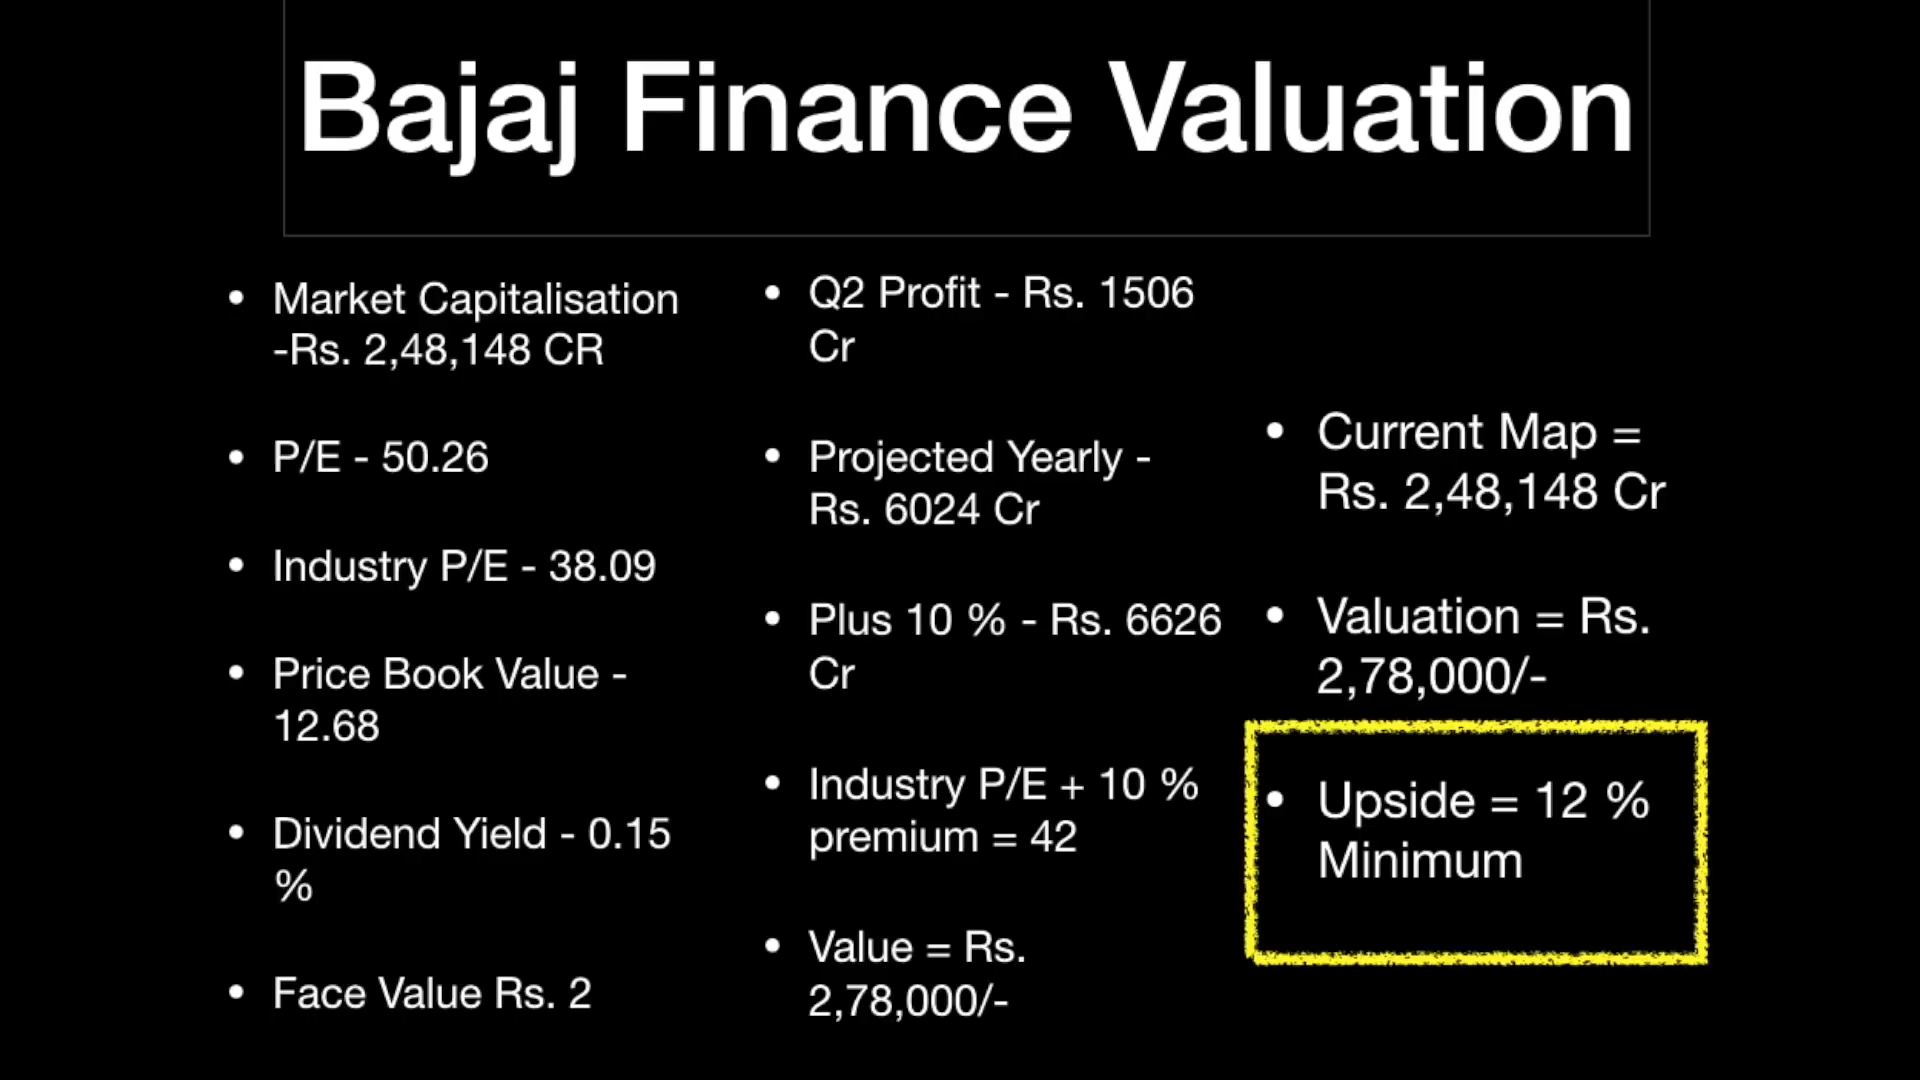 Bajaj Finance Valuation
• Market Capitalisation
-Rs. 2,48,148 CR
• P/E - 50.26
• Industry P/E - 38.09
• Price Book Value -
12.68
• Dividend Yield - 0.15
%
• Face Value Rs. 2
• Q2 Profit - Rs. 1506
Cr
• Projected Yearly -
Rs. 6024 Cr
• Plus 10 % - Rs. 6626
Cr
• Industry P/E + 10 %
premium = 42
• Value = Rs.
2,78,000/-
• Current Map =
Rs. 2,48,148 Cr
• Valuation = Rs.
2,78,000/-
• Upside = 12 %
Minimum